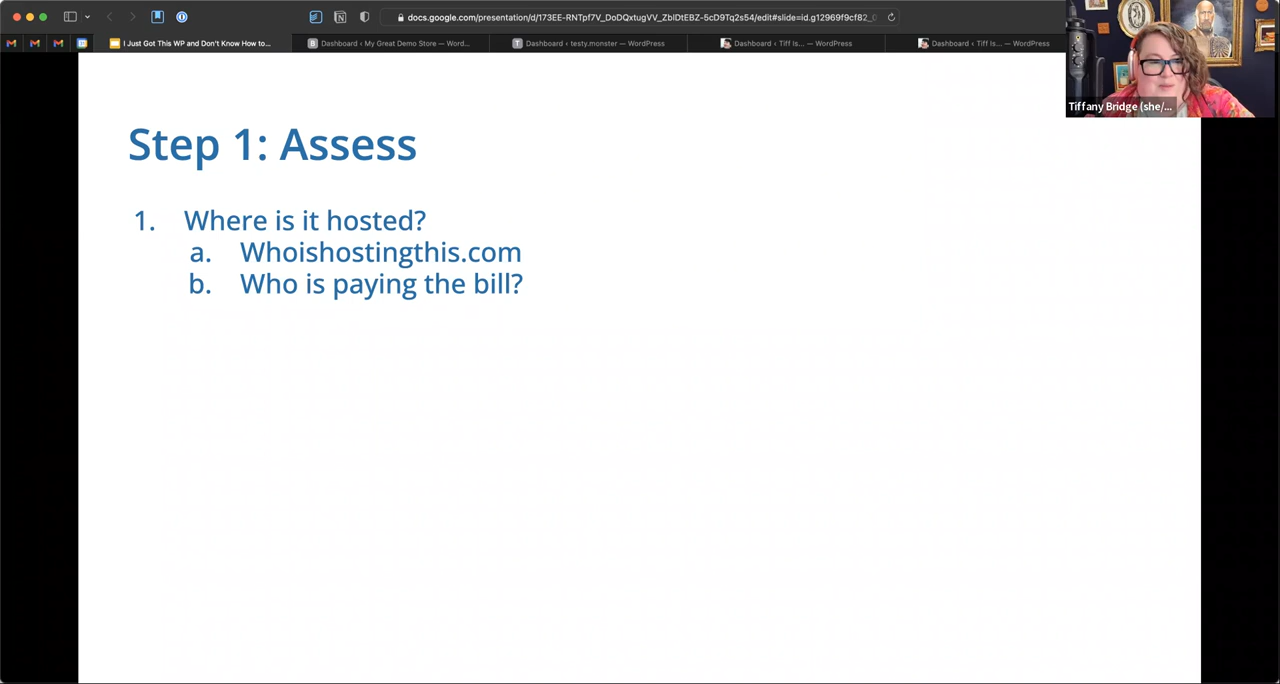 docs.google.com/presentation/d/173EE-RNTpf7V_DoDQxtugVV_ZblDtEBZ-5cD9Tq2s54/edit#slide=id.g12969f9cf82_0
I Just Got This WP and Don't Know How to...
Dashboard ‹ My Great Demo Store — Word...
Dashboard ‹ testy.monster — WordPress
Dashboard ‹ Tiff Is... — WordPress
Dashboard ‹ Tiff Is... — WordPress
Tiffany Bridge (she/...
Step 1: Assess
1. Where is it hosted?
a. Whoishostingthis.com
b. Who is paying the bill?